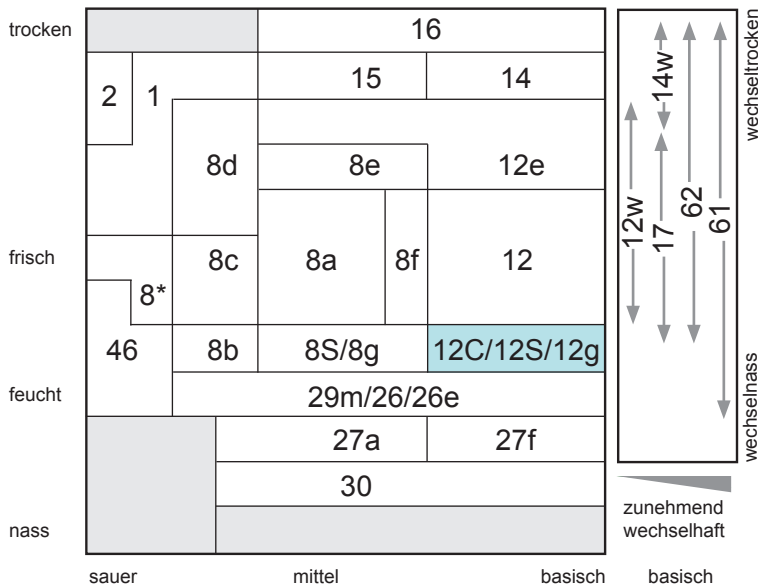 trocken
16
15
14
2
1
8d
8e
12e
frisch
8c
8a
8f
12
8*
46
8b
8S/8g
12C/12S/12g
feucht
29m/26/26e
27a
27f
30
nass
sauer
mittel
basisch
14w
12w
17
62
61
wechseltrocken
wechselnass
zunehmend
wechselhaft
basisch